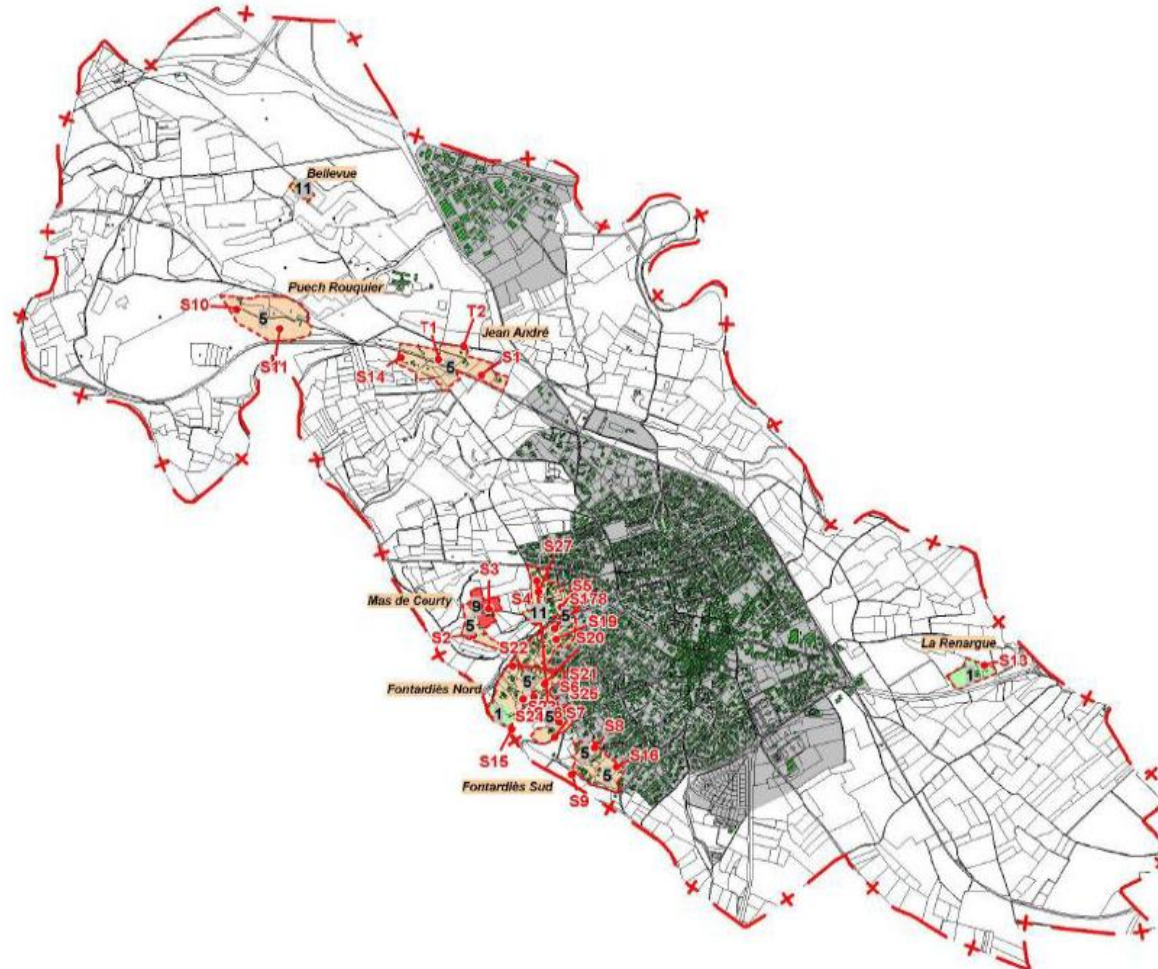 Bellevue
11
Puech Rouquier
S10
5
S11
T2
T1
Jean André
S1
5
S14
S27
S3
S5
Mas de Courty
9
S4
S178
11
5
5
S19
S2
S20
La Renargue
S22
S13
1
S21
5
Fontardiès Nord
S6
S25
1
S24
5
S7
S8
S15
5
S16
5
Fontardiès Sud
S9